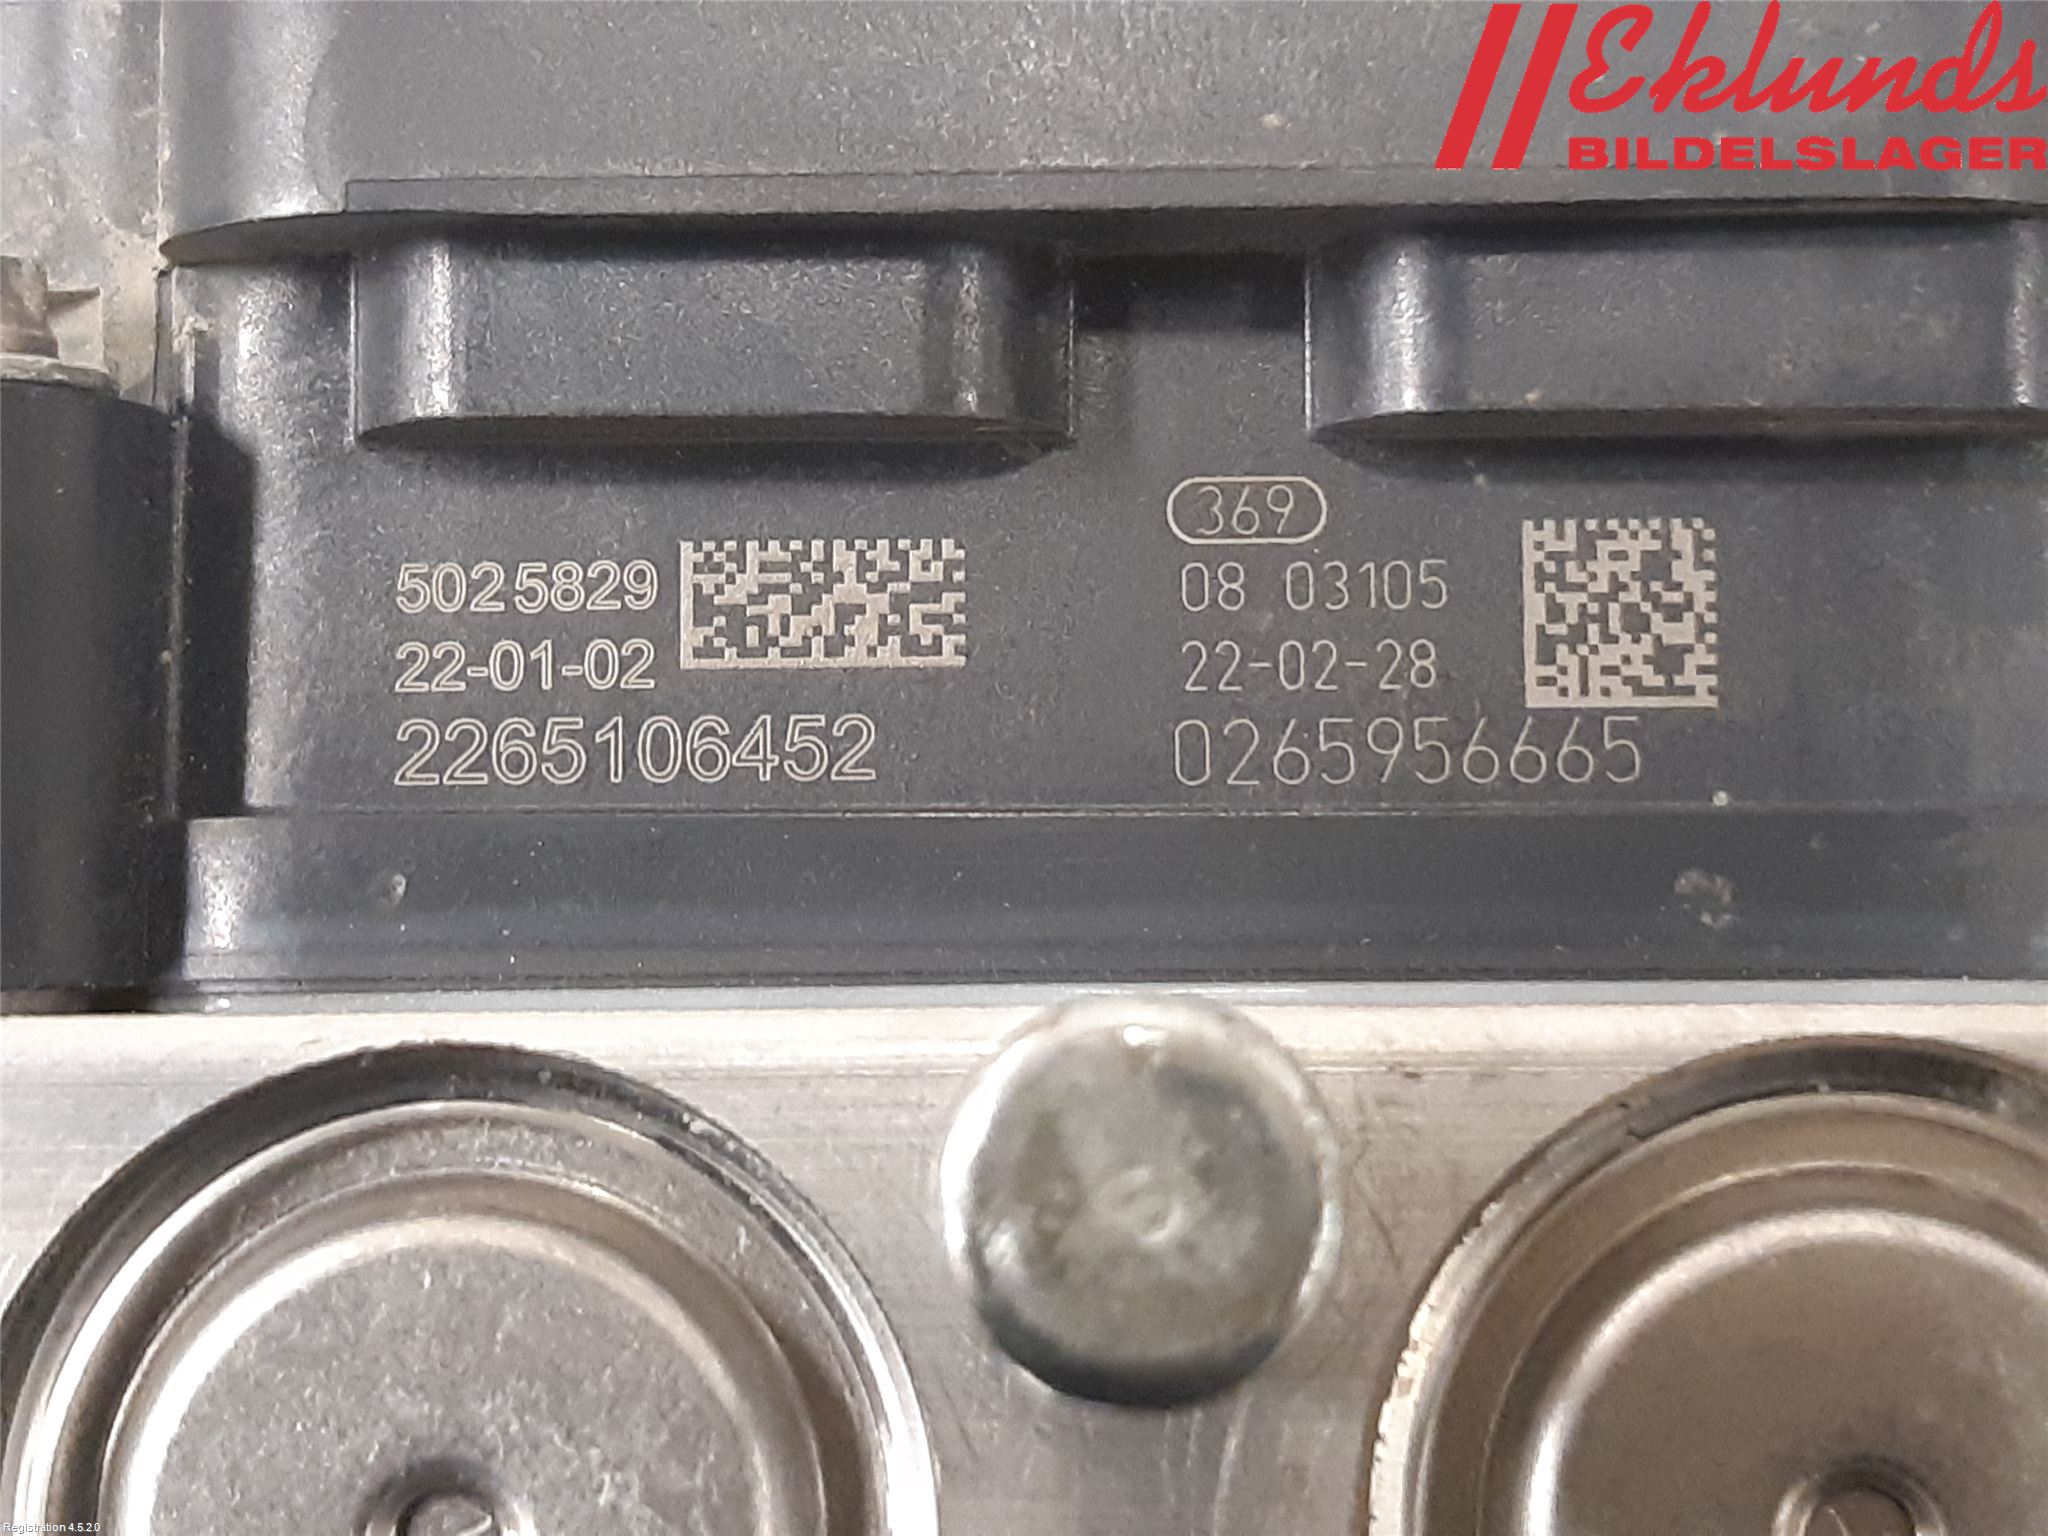 Eklunds
BILDELSLAGER
5025829
22-01-02
2265106452
369
08 03105
22-02-28
0265956665
Registration 4.5.2.0